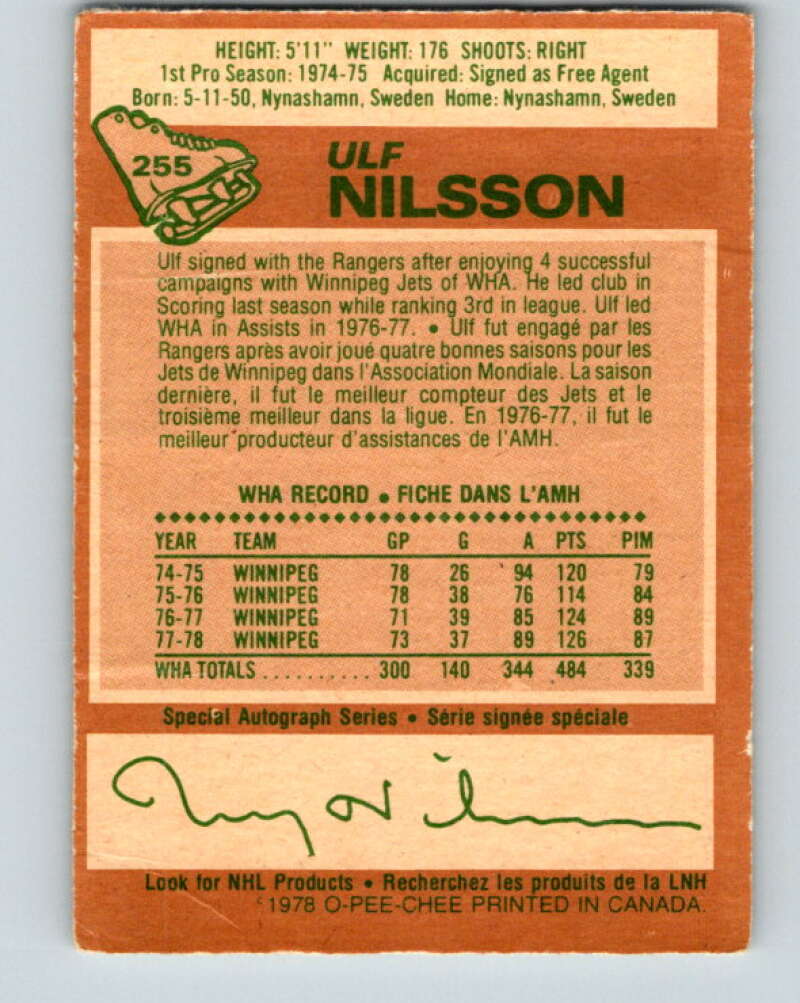 HEIGHT: 5'11" WEIGHT: 176 SHOOTS: RIGHT
1st Pro Season: 1974-75 Acquired: Signed as Free Agent
Born: 5-11-50, Nynashamn, Sweden Home: Nynashamn, Sweden
255
ULF
NILSSON
Ulf signed with the Rangers after enjoying 4 successful
campaigns with Winnipeg Jets of WHA. He led club in
Scoring last season while ranking 3rd in league. Ulf led
WHA in Assists in 1976-77. • Ulf fut engagé par les
Rangers après avoir joué quatre bonnes saisons pour les
Jets de Winnipeg dans l'Association Mondiale. La saison
dernière, il fut le meilleur compteur des Jets et le
troisième meilleur dans la ligue. En 1976-77, il fut le
meilleur producteur d'assistances de l'AMH.
WHA RECORD • FICHE DANS L'AMH
YEAR TEAM GP G A PTS PIM
74-75 WINNIPEG 78 26 94 120 79
75-76 WINNIPEG 78 38 76 114 84
76-77 WINNIPEG 71 39 85 124 89
77-78 WINNIPEG 73 37 89 126 87
WHA TOTALS .......... 300 140 344 484 339
Special Autograph Series • Série signée spéciale
Look for NHL Products • Recherchez les produits de la LNH
©1978 O-PEE-CHEE PRINTED IN CANADA.